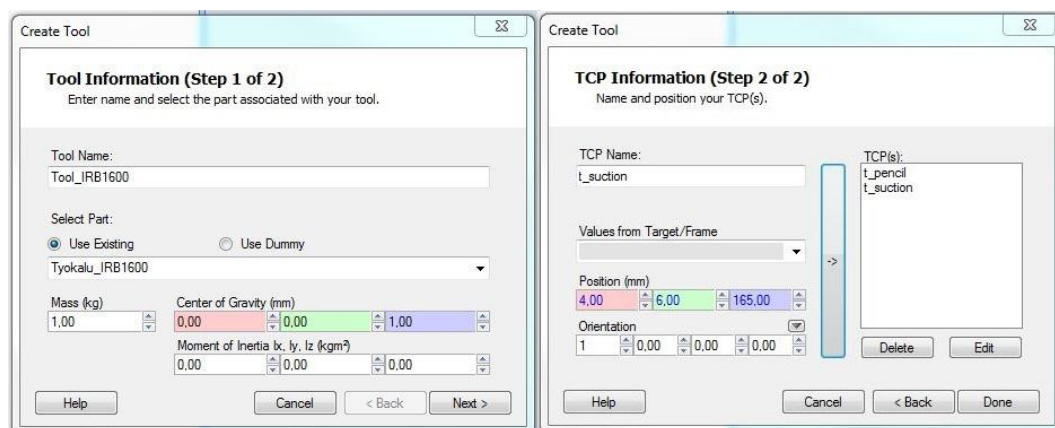 Create Tool
Tool Information (Step 1 of 2)
Enter name and select the part associated with your tool.
Tool Name:
Tool_IRB1600
Select Part:
Use Existing Use Dummy
Tyokalu_IRB1600
Mass (kg) Center of Gravity (mm)
1,00 0,00 0,00 1,00
Moment of Inertia Ix, Iy, Iz (kgm²)
0,00 0,00 0,00
Help Cancel < Back Next >
Create Tool
TCP Information (Step 2 of 2)
Name and position your TCP(s).
TCP Name:
t_suction
Values from Target/Frame
Position (mm)
4,00 6,00 165,00
Orientation
1 0,00 0,00 0,00
->
TCP(s):
t_pencil
t_suction
Delete Edit
Help Cancel < Back Done